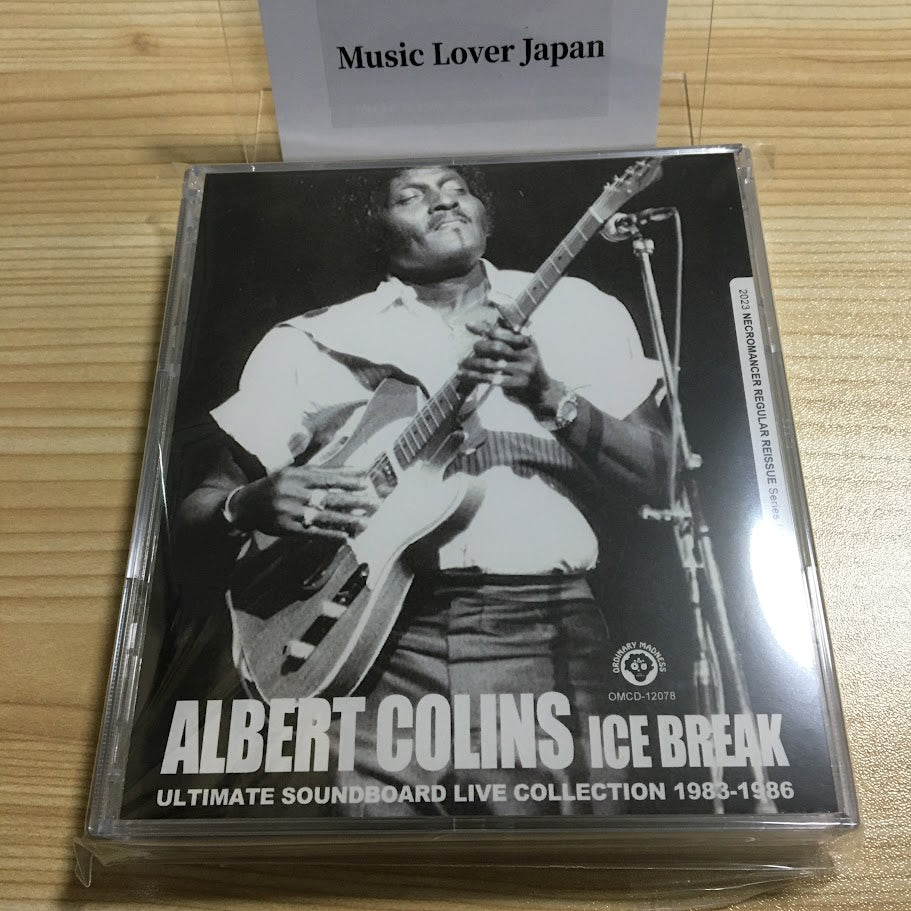 Music Lover Japan
2023 NECROMANCER REGULAR REISSUE Series
ORDINARY MADNESS
OMCD-12078
ALBERT COLINS ICE BREAK
ULTIMATE SOUNDBOARD LIVE COLLECTION 1983-1986